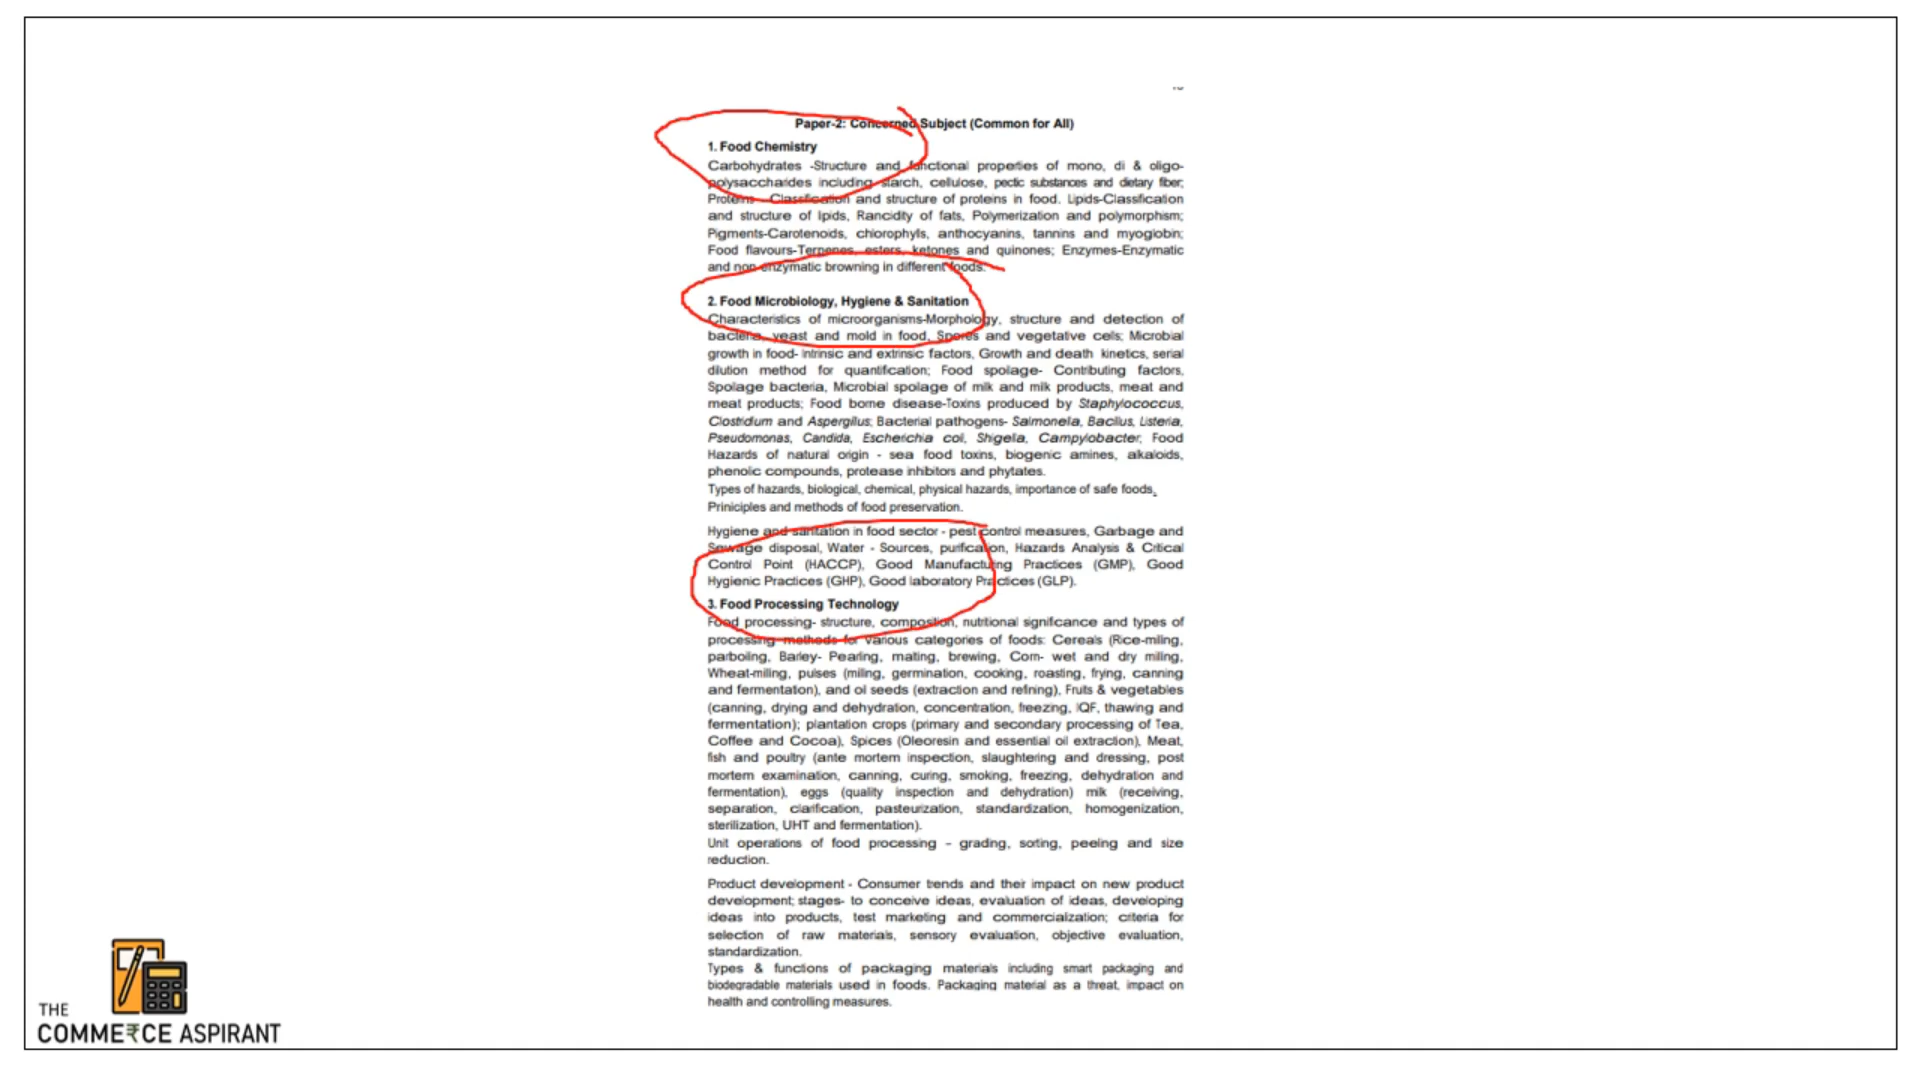 Paper-2: Concerned Subject (Common for All)
1. Food Chemistry
Carbohydrates -Structure and functional properties of mono, di & oligo-
polysaccharides including starch, cellulose, pectic substances and dietary fiber;
Proteins - Classification and structure of proteins in food. Lipids-Classification
and structure of lipids, Rancidity of fats, Polymerization and polymorphism;
Pigments-Carotenoids, chlorophyls, anthocyanins, tannins and myoglobin;
Food flavours-Terpenes, esters, ketones and quinones; Enzymes-Enzymatic
and non enzymatic browning in different foods.
2. Food Microbiology, Hygiene & Sanitation
Characteristics of microorganisms-Morphology, structure and detection of
bacteria, yeast and mold in food, Spores and vegetative cells; Microbial
growth in food- Intrinsic and extrinsic factors, Growth and death kinetics, serial
dilution method for quantification; Food spoilage- Contributing factors,
Spoilage bacteria, Microbial spoilage of milk and milk products, meat and
meat products; Food borne disease-Toxins produced by Staphylococcus,
Clostridium and Aspergillus; Bacterial pathogens- Salmonella, Bacillus, Listeria,
Pseudomonas, Candida, Escherichia coli, Shigella, Campylobacter; Food
Hazards of natural origin - sea food toxins, biogenic amines, alkaloids,
phenolic compounds, protease inhibitors and phytates.
Types of hazards, biological, chemical, physical hazards, importance of safe foods.
Priniciples and methods of food preservation.
Hygiene and sanitation in food sector - pest control measures, Garbage and
Sewage disposal, Water - Sources, purification, Hazards Analysis & Critical
Control Point (HACCP), Good Manufacturing Practices (GMP), Good
Hygienic Practices (GHP), Good laboratory Practices (GLP).
3. Food Processing Technology
Food processing- structure, composition, nutritional significance and types of
processing methods for various categories of foods: Cereals (Rice-milling,
parboiling, Barley- Pearling, malting, brewing, Corn- wet and dry milling,
Wheat-milling, pulses (milling, germination, cooking, roasting, frying, canning
and fermentation), and oil seeds (extraction and refining), Fruits & vegetables
(canning, drying and dehydration, concentration, freezing, IQF, thawing and
fermentation); plantation crops (primary and secondary processing of Tea,
Coffee and Cocoa), Spices (Oleoresin and essential oil extraction), Meat,
fish and poultry (ante mortem inspection, slaughtering and dressing, post
mortem examination, canning, curing, smoking, freezing, dehydration and
fermentation), eggs (quality inspection and dehydration) milk (receiving,
separation, clarification, pasteurization, standardization, homogenization,
sterilization, UHT and fermentation).
Unit operations of food processing – grading, sorting, peeling and size
reduction.
Product development - Consumer trends and their impact on new product
development; stages- to conceive ideas, evaluation of ideas, developing
ideas into products, test marketing and commercialization; criteria for
selection of raw materials, sensory evaluation, objective evaluation,
standardization.
Types & functions of packaging materials including smart packaging and
biodegradable materials used in foods. Packaging material as a threat, impact on
health and controlling measures.
THE
COMME₹CE ASPIRANT